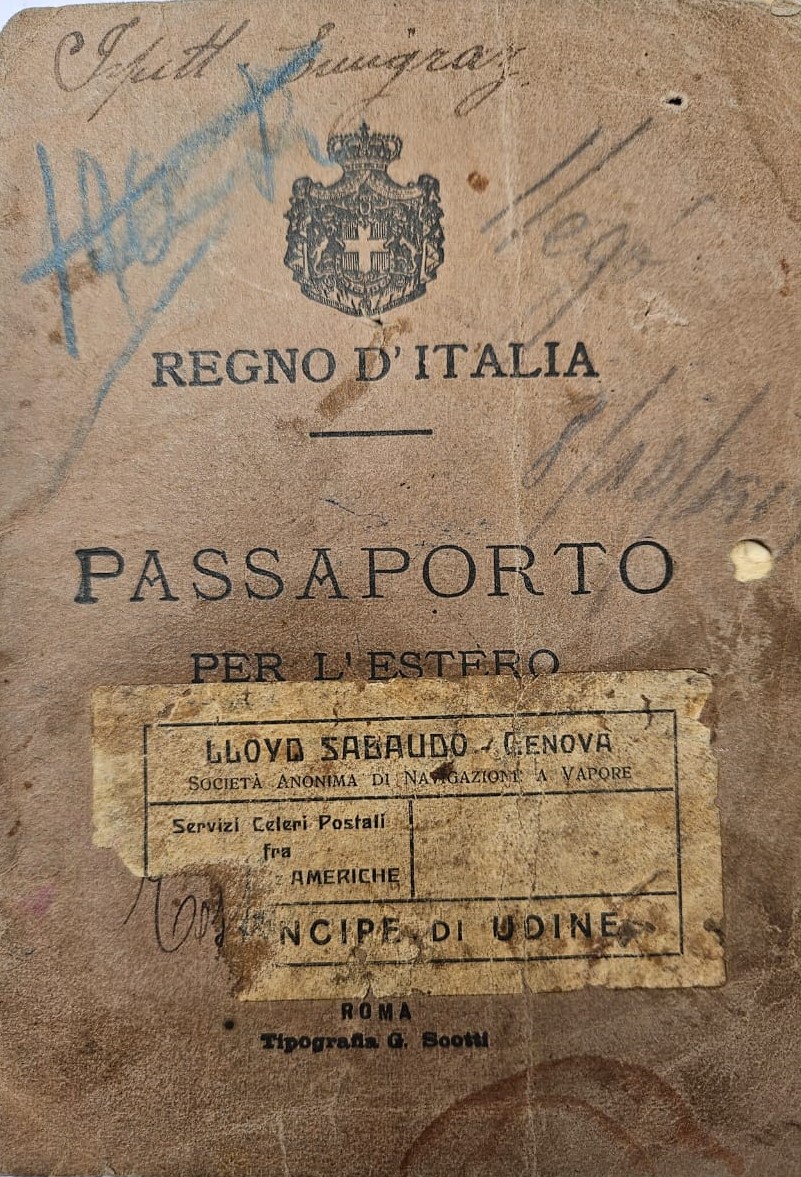 REGNO D'ITALIA
PASSAPORTO
PER L'ESTERO
LLOYD SABAUDO - GENOVA
SOCIETÀ ANONIMA DI NAVIGAZIONE A VAPORE
Servizi Celeri Postali
fra
AMERICHE
NCIPE DI UDINE
ROMA
Tipografia G. Scotti